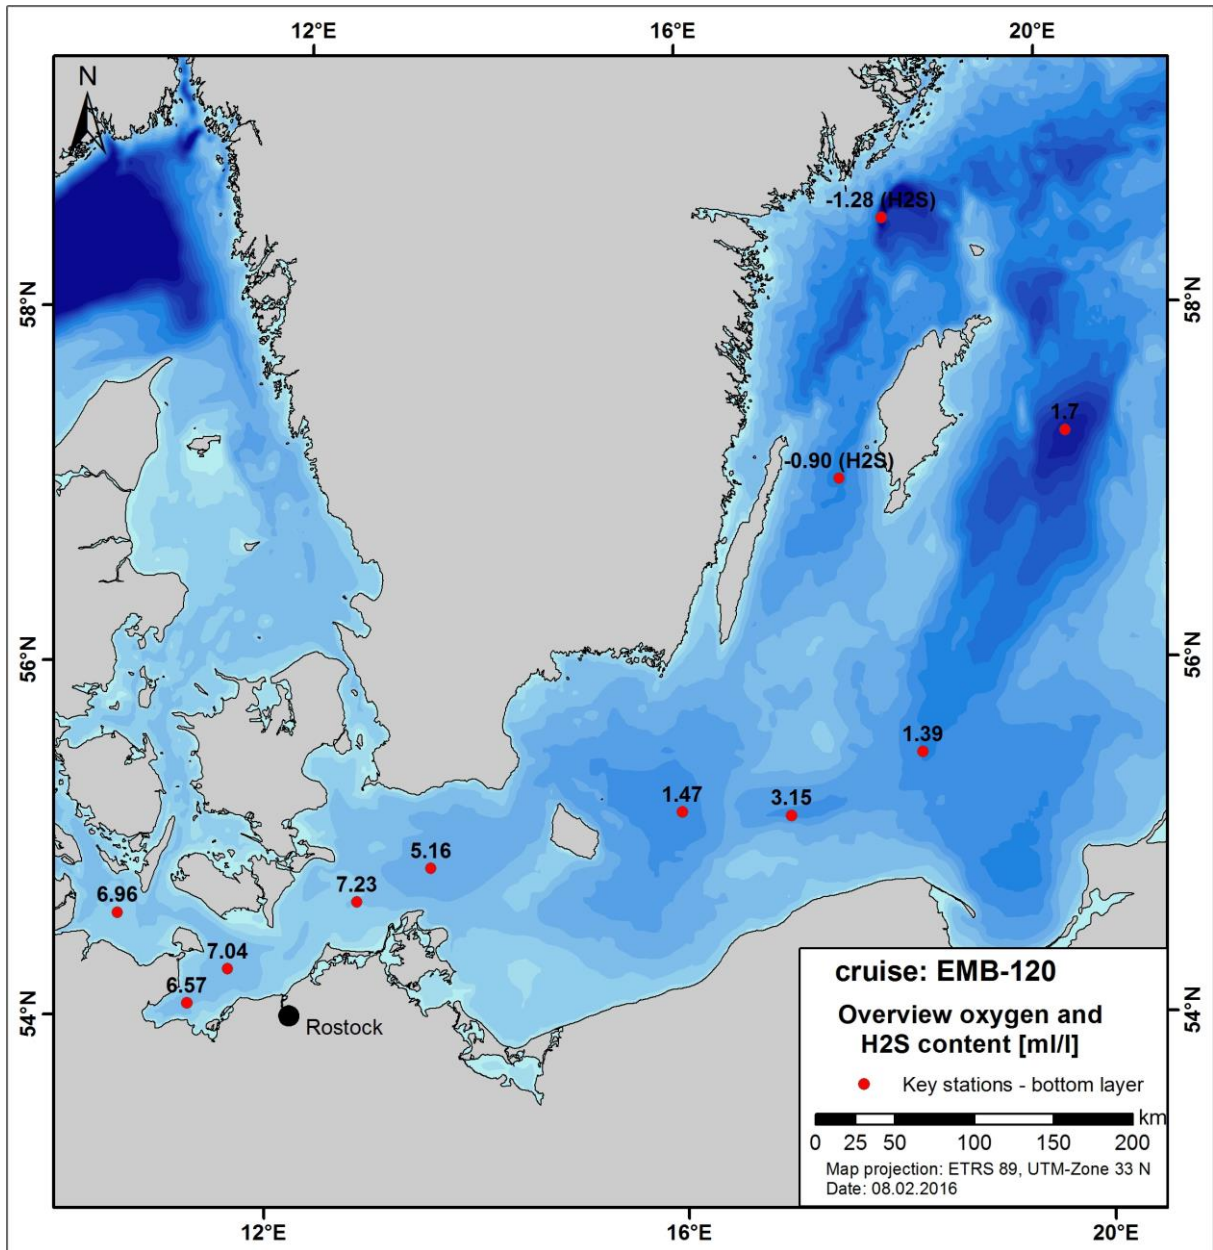 12°E
16°E
20°E
N
-1.28 (H2S)
58°N
58°N
1.7
-0.90 (H2S)
56°N
56°N
1.39
1.47
3.15
5.16
7.23
6.96
7.04
6.57
54°N
54°N
Rostock
cruise: EMB-120
Overview oxygen and
H2S content [ml/l]
Key stations - bottom layer
km
0 25 50 100 150 200
Map projection: ETRS 89, UTM-Zone 33 N
Date: 08.02.2016
12°E
16°E
20°E